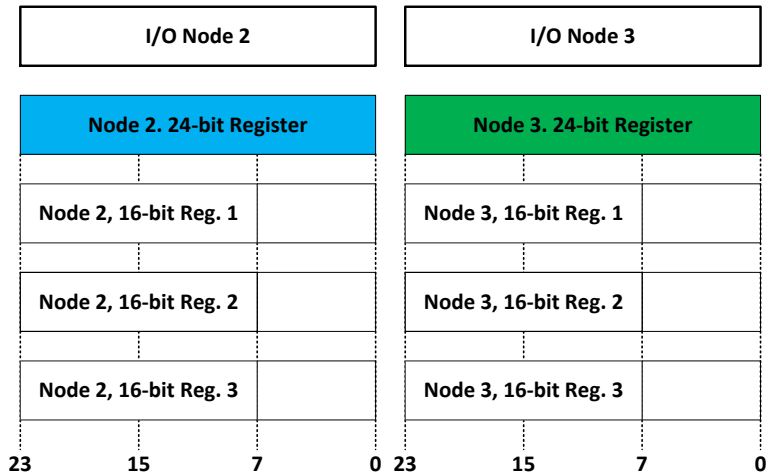 I/O Node 2 I/O Node 3
Node 2. 24-bit Register Node 3. 24-bit Register
Node 2, 16-bit Reg. 1 Node 3, 16-bit Reg. 1
Node 2, 16-bit Reg. 2 Node 3, 16-bit Reg. 2
Node 2, 16-bit Reg. 3 Node 3, 16-bit Reg. 3
23 15 7 0 23 15 7 0